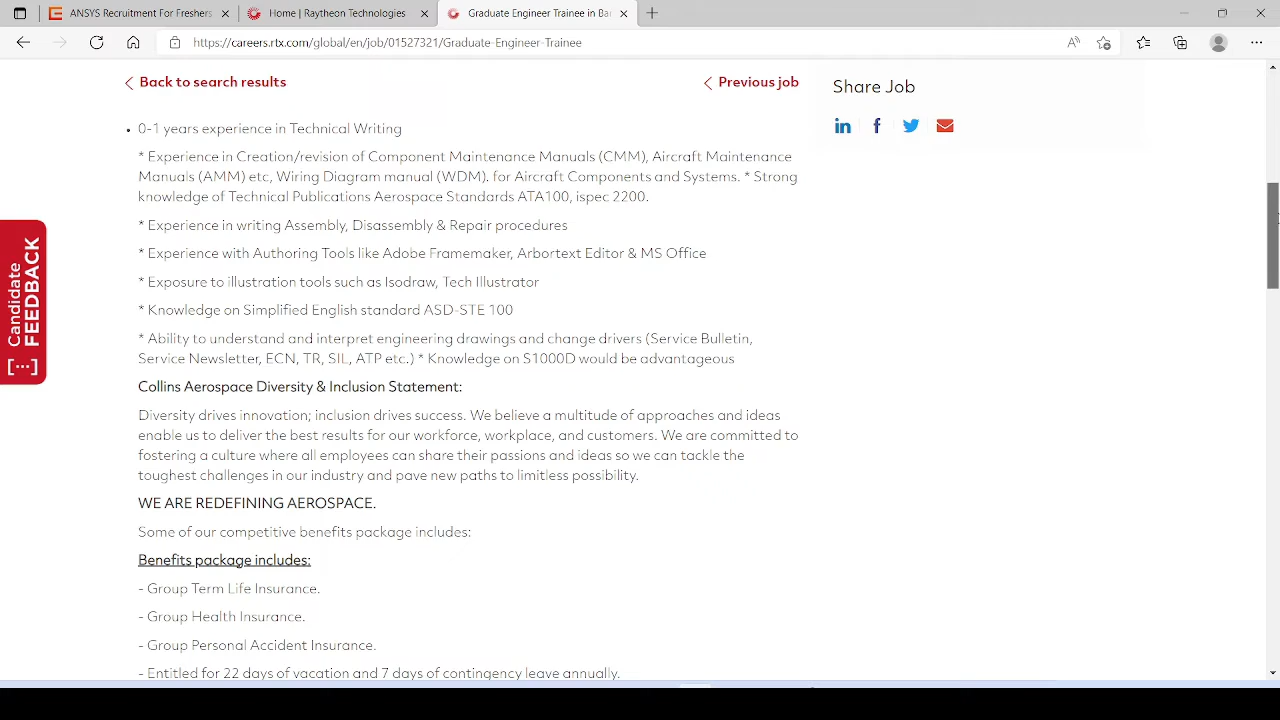 ANSYS Recruitment For Freshers
Home | Raytheon Technologies
Graduate Engineer Trainee in Ban
https://careers.rtx.com/global/en/job/01527321/Graduate-Engineer-Trainee
Back to search results
Previous job
Share Job
• 0-1 years experience in Technical Writing
* Experience in Creation/revision of Component Maintenance Manuals (CMM), Aircraft Maintenance
Manuals (AMM) etc, Wiring Diagram manual (WDM). for Aircraft Components and Systems. * Strong
knowledge of Technical Publications Aerospace Standards ATA100, ispec 2200.
* Experience in writing Assembly, Disassembly & Repair procedures
* Experience with Authoring Tools like Adobe Framemaker, Arbortext Editor & MS Office
* Exposure to illustration tools such as Isodraw, Tech Illustrator
* Knowledge on Simplified English standard ASD-STE 100
* Ability to understand and interpret engineering drawings and change drivers (Service Bulletin,
Service Newsletter, ECN, TR, SIL, ATP etc.) * Knowledge on S1000D would be advantageous
Collins Aerospace Diversity & Inclusion Statement:
Diversity drives innovation; inclusion drives success. We believe a multitude of approaches and ideas
enable us to deliver the best results for our workforce, workplace, and customers. We are committed to
fostering a culture where all employees can share their passions and ideas so we can tackle the
toughest challenges in our industry and pave new paths to limitless possibility.
WE ARE REDEFINING AEROSPACE.
Some of our competitive benefits package includes:
Benefits package includes:
- Group Term Life Insurance.
- Group Health Insurance.
- Group Personal Accident Insurance.
- Entitled for 22 days of vacation and 7 days of contingency leave annually.
Candidate
FEEDBACK